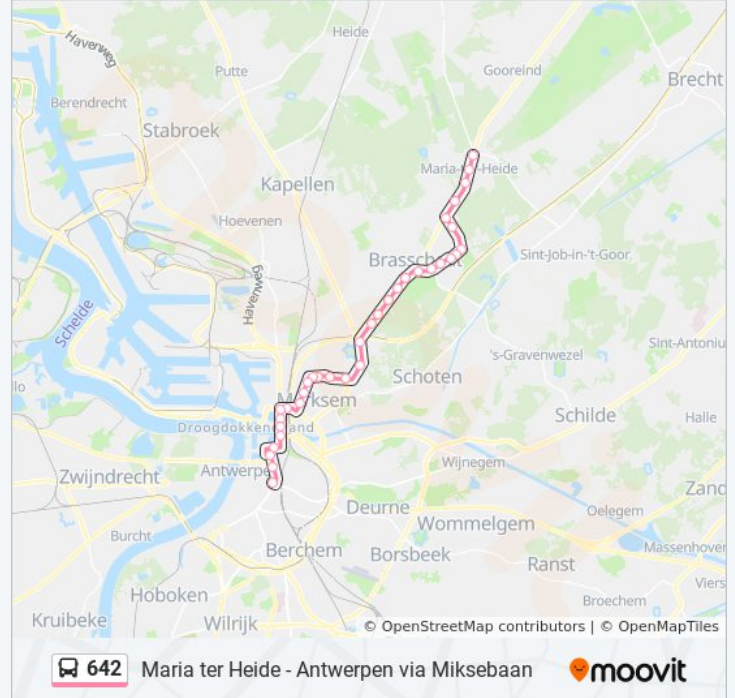 Havenweg
Heide
Putte
Gooreind
Brecht
Berendrecht
Stabroek
Maria-ter-Heide
Kapellen
Hoevenen
Brasschaat
Sint-Job-in-'t-Goor
Havenweg
Schelde
's-Gravenwezel
Sint-Antoniu
llo
Schoten
Merksem
Schilde
Halle
Droogdokkeneiland
Wijnegem
Antwerpen
Zwijndrecht
Zand
Deurne
Oelegem
Wommelgem
Burcht
Massenhoven
Berchem
Borsbeek
Ranst
Viers
Hoboken
Broechem
Kruibeke
Wilrijk
© OpenStreetMap contributors | © OpenMapTiles
642 Maria ter Heide - Antwerpen via Miksebaan moovit